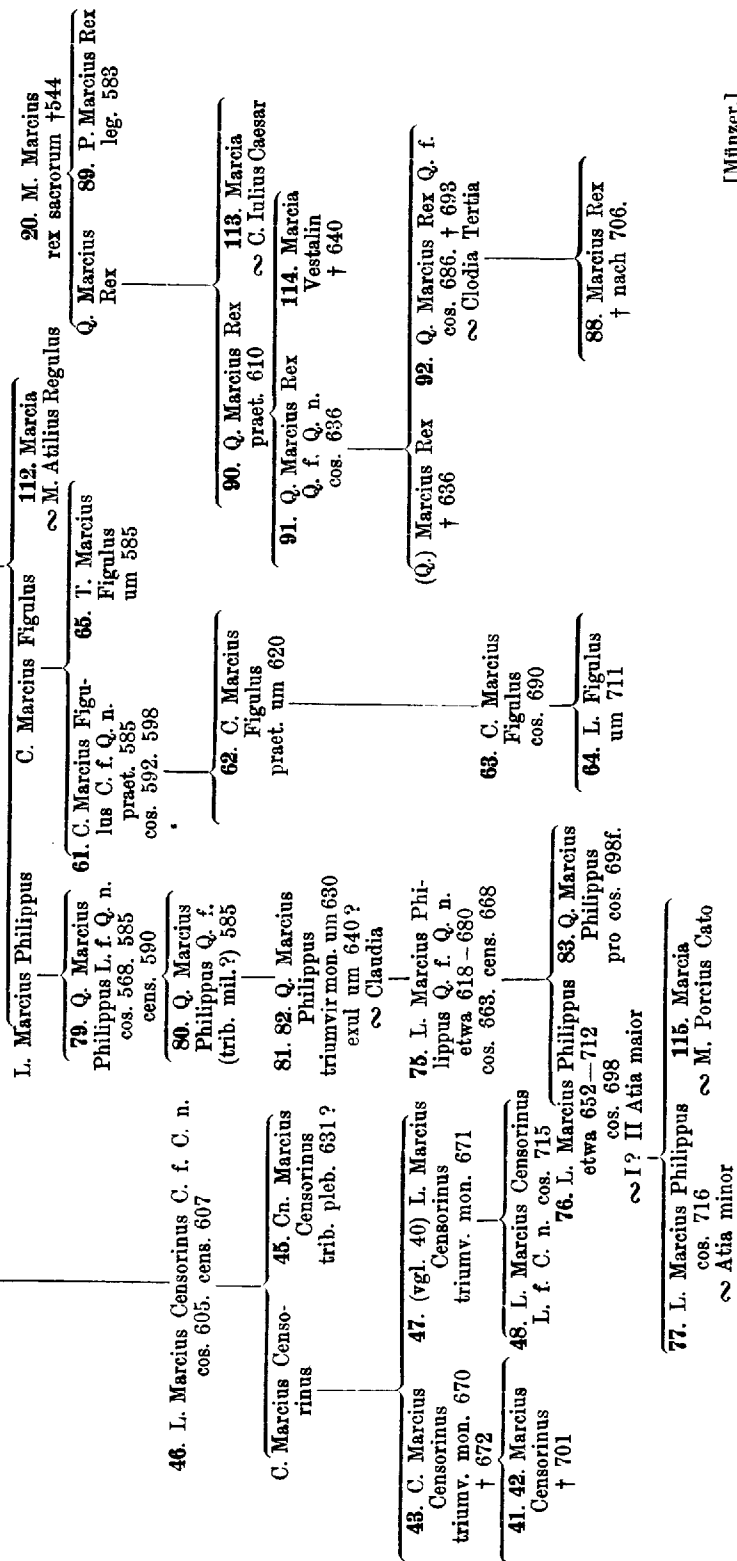 20. M. Marcius
rex sacrorum †544
Q. Marcius
Rex
89. P. Marcius Rex
leg. 583
90. Q. Marcius Rex
praet. 610
113. Marcia
∾ C. Iulius Caesar
91. Q. Marcius Rex
Q. f. Q. n.
cos. 636
114. Marcia
Vestalin
† 640
(Q.) Marcius Rex
† 636
92. Q. Marcius Rex Q. f.
cos. 686. † 693
∾ Clodia Tertia
88. Marcius Rex
† nach 706.
L. Marcius Philippus
C. Marcius Figulus
112. Marcia
∾ M. Atilius Regulus
61. C. Marcius Figu-
lus C. f. Q. n.
praet. 585
cos. 592. 598
65. T. Marcius
Figulus
um 585
62. C. Marcius
Figulus
praet. um 620
63. C. Marcius
Figulus
cos. 690
64. L. Figulus
um 711
79. Q. Marcius
Philippus L. f. Q. n.
cos. 568. 585
cens. 590
80. Q. Marcius
Philippus Q. f.
(trib. mil.?) 585
81. 82. Q. Marcius
Philippus
triumvir mon. um 630
exul um 640?
∾ Claudia
75. L. Marcius Phi-
lippus Q. f. Q. n.
etwa 618–680
cos. 663. cens. 668
76. L. Marcius Philippus
etwa 652–712
cos. 698
∾ I? II Atia maior
83. Q. Marcius
Philippus
pro cos. 698f.
77. L. Marcius Philippus
cos. 716
∾ Atia minor
115. Marcia
∾ M. Porcius Cato
46. L. Marcius Censorinus C. f. C. n.
cos. 605. cens. 607
C. Marcius Censo-
rinus
45. Cn. Marcius
Censorinus
trib. pleb. 631?
43. C. Marcius
Censorinus
triumv. mon. 670
† 672
47. (vgl. 40) L. Marcius
Censorinus
triumv. mon. 671
41. 42. Marcius
Censorinus
† 701
48. L. Marcius Censorinus
L. f. C. n. cos. 715
[Münzer.]